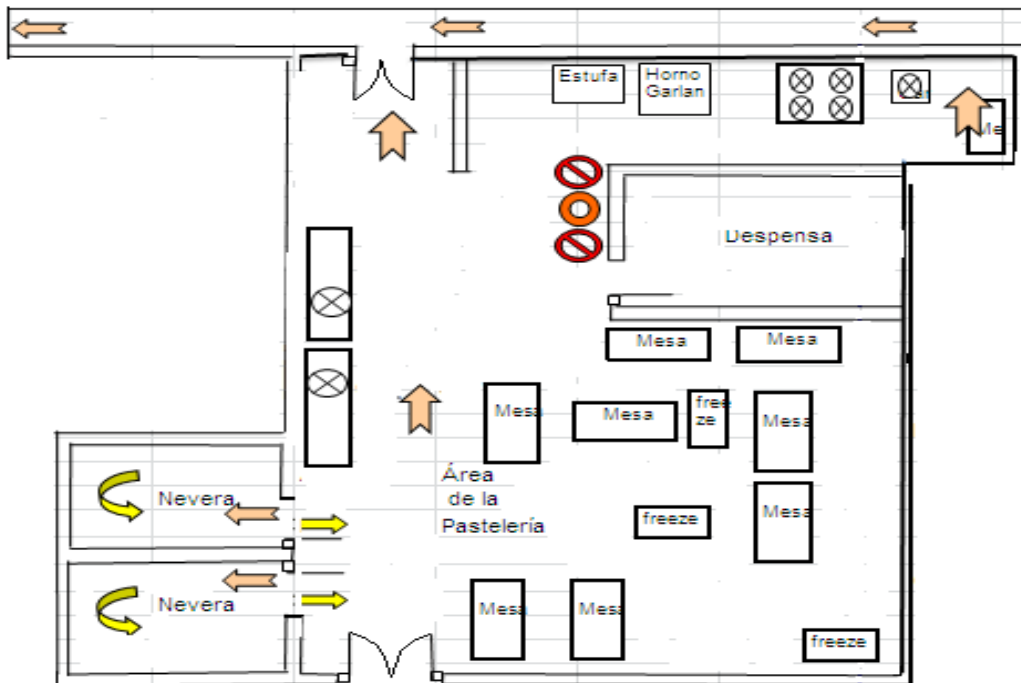 Estufa
Horno
Garlan
Me
Despensa
Mesa
Mesa
Mesa
Mesa
free
ze
Mesa
Área
de la
Pastelería
Nevera
freeze
Mesa
Nevera
Mesa
Mesa
freeze